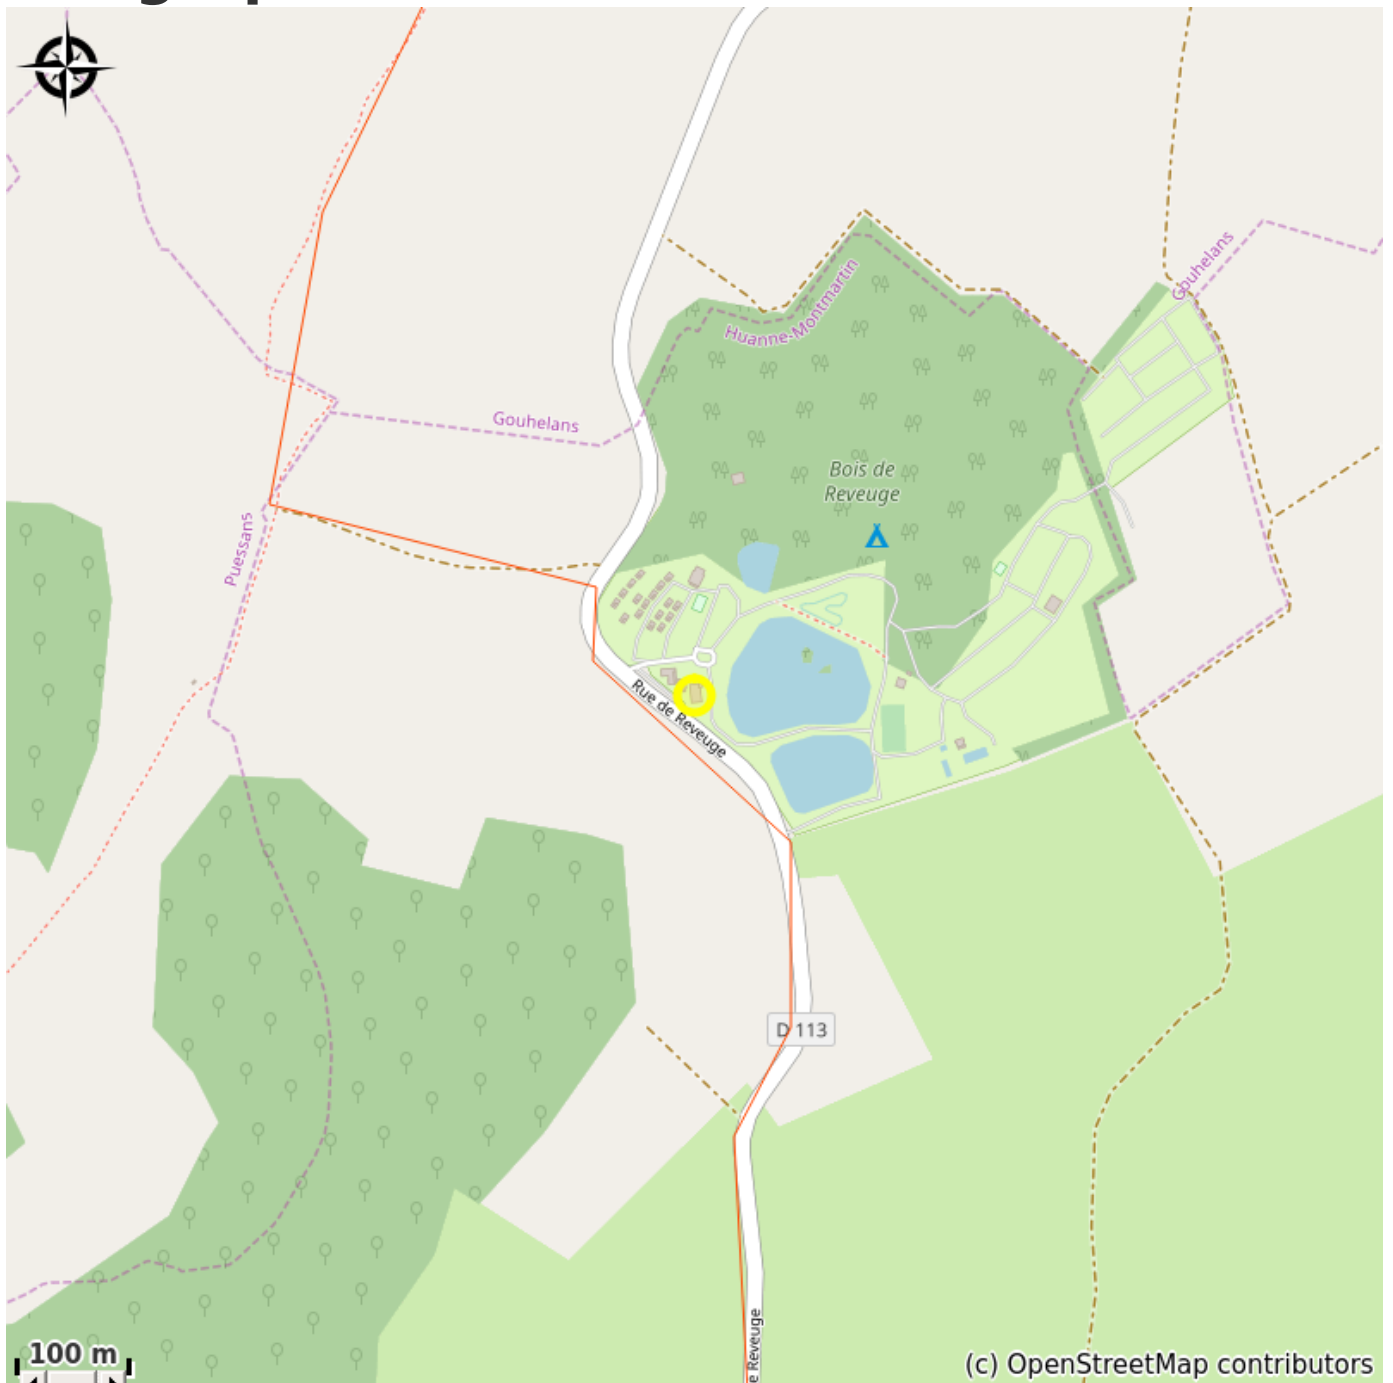 Gouhelans
Huanne-Montmartin
Gouhelans
Bois de
Reveuge
Puessans
Rue de Reveuge
D 113
e Reveuge
100 m
(c) OpenStreetMap contributors